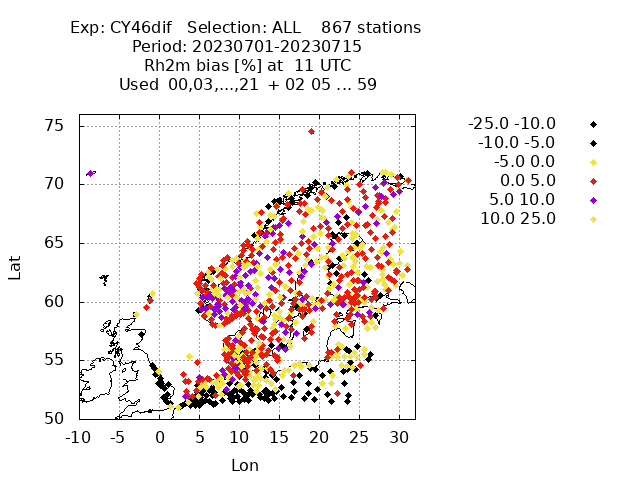 Exp: CY46dif   Selection: ALL    867 stations
Period: 20230701-20230715
Rh2m bias [%] at  11 UTC
Used  00,03,...,21  + 02 05 ... 59
-25.0 -10.0
-10.0 -5.0
-5.0 0.0
0.0 5.0
5.0 10.0
10.0 25.0
75
70
65
60
55
50
Lat
-10 -5 0 5 10 15 20 25 30
Lon